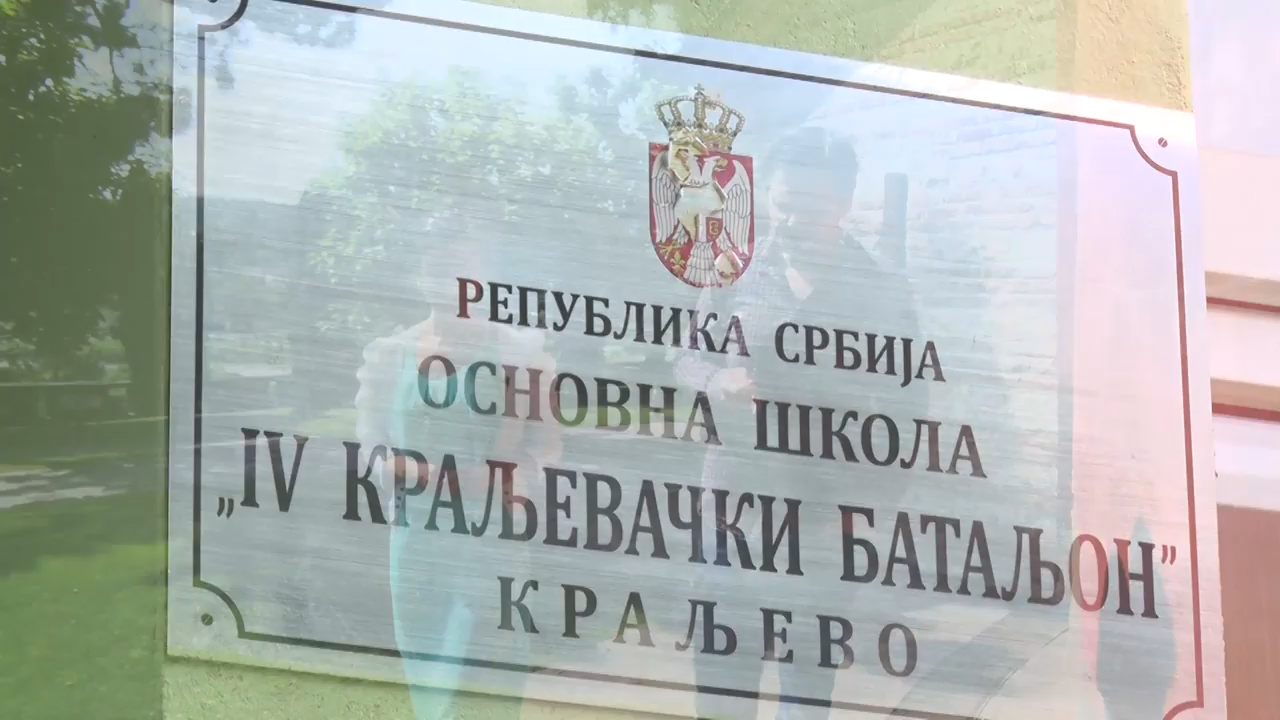 РЕПУБЛИКА СРБИЈА
ОСНОВНА ШКОЛА
„IV КРАЉЕВАЧКИ БАТАЉОН”
КРАЉЕВО